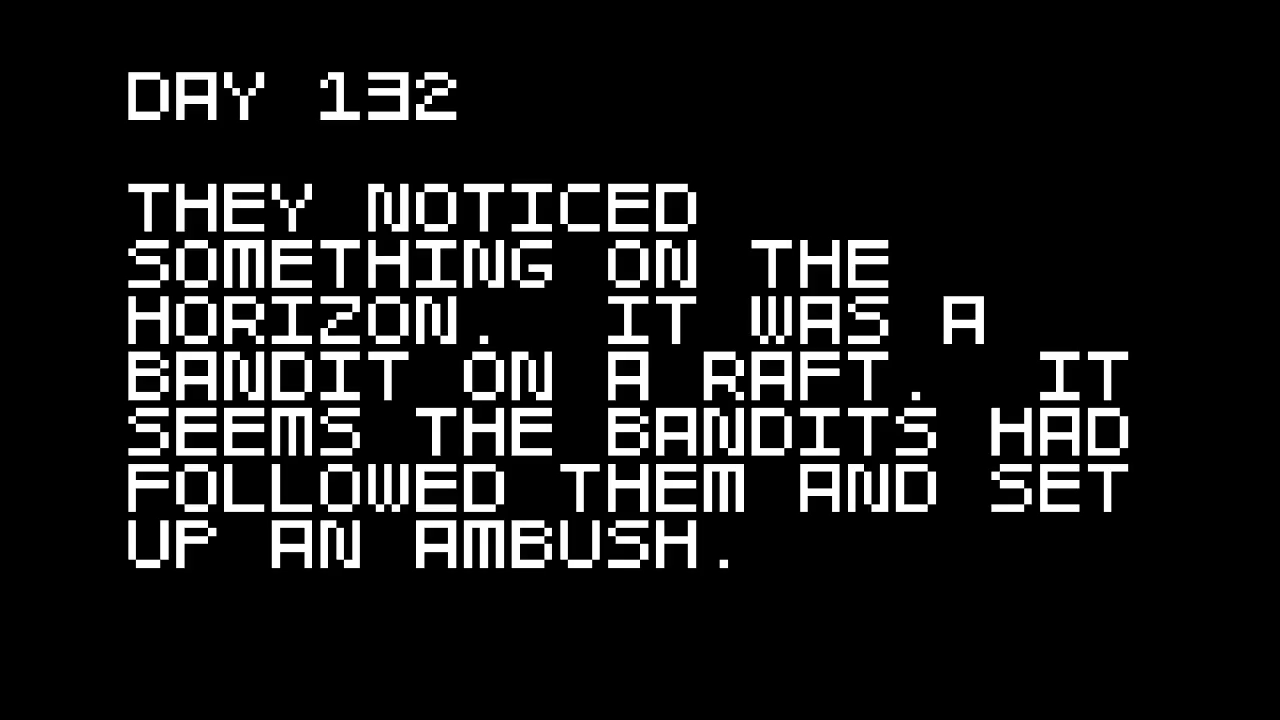 DAY 132
THEY NOTICED
SOMETHING ON THE
HORIZON.  IT WAS A
BANDIT ON A RAFT.  IT
SEEMS THE BANDITS HAD
FOLLOWED THEM AND SET
UP AN AMBUSH.